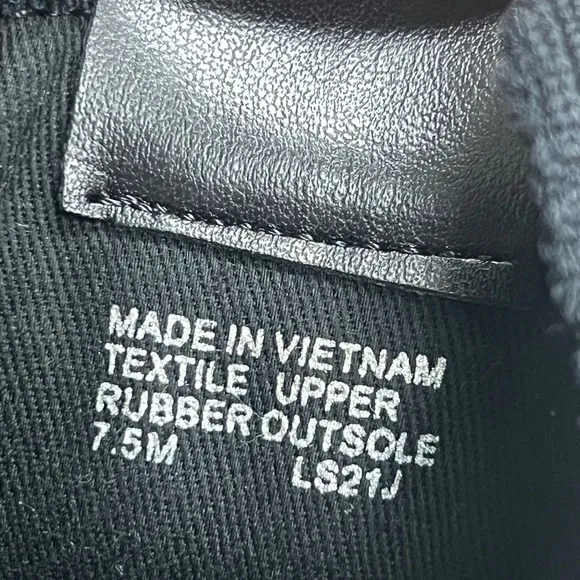 MADE IN VIETNAM
TEXTILE UPPER
RUBBER OUTSOLE
7.5M LS21J